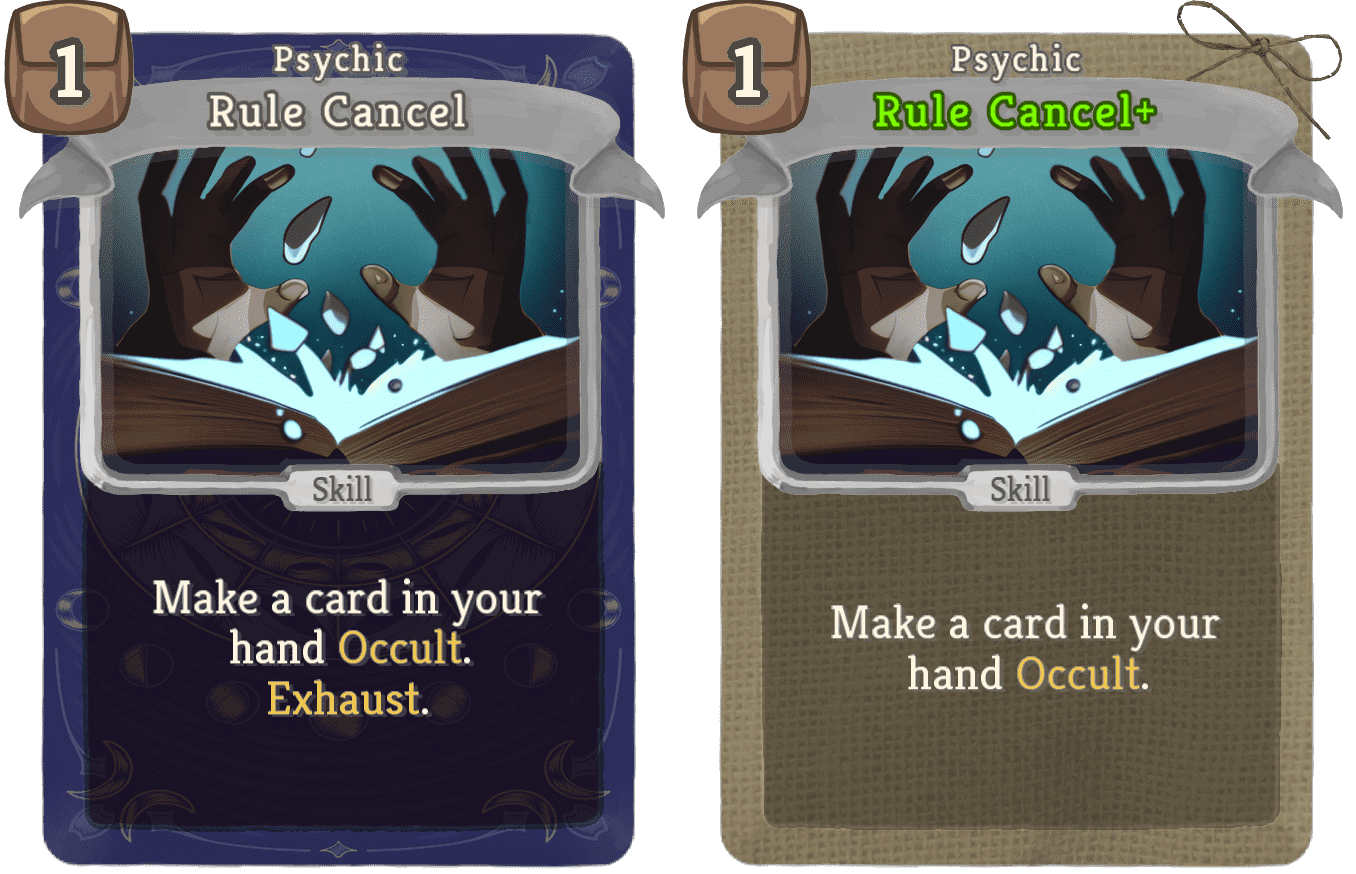 1
Psychic
Rule Cancel
Skill
Make a card in your
hand Occult.
Exhaust.
1
Psychic
Rule Cancel+
Skill
Make a card in your
hand Occult.